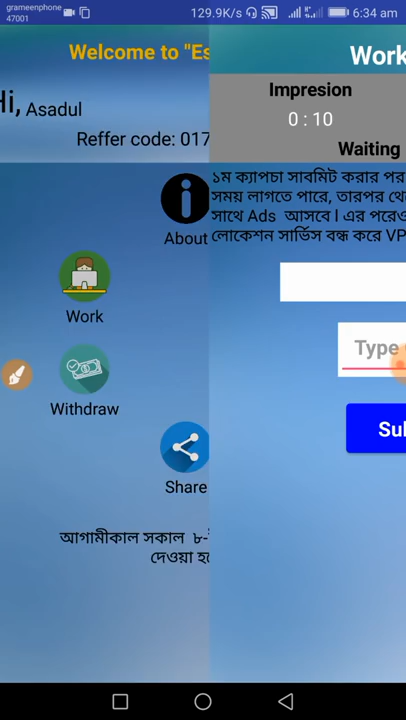 grameenphone
47001
129.9K/s
6:34 am
Welcome to "Es
Hi, Asadul
Reffer code: 017
About
Work
Withdraw
Share
আগামীকাল সকাল ৮-
দেওয়া
Work
Impresion
0 : 10
Waiting
১ম ক্যাপচা সাবমিট করার পর
সময় লাগতে পারে, তারপর থে
সাথে Ads আসবে। এর পরেও
লোকেশন সার্ভিস বন্ধ করে VP
Type
Su